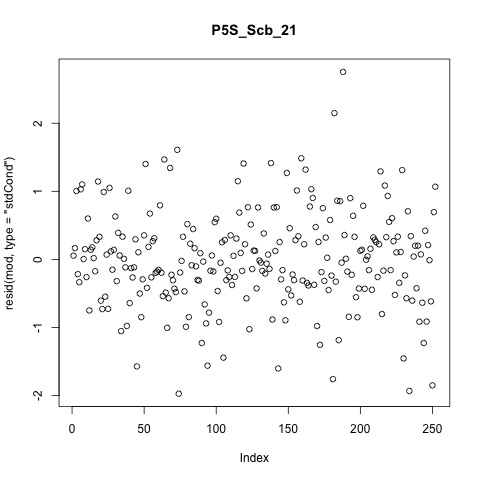 P5S_Scb_21
resid(mod, type = "stdCond")
2
1
0
-1
-2
0 50 100 150 200 250
Index